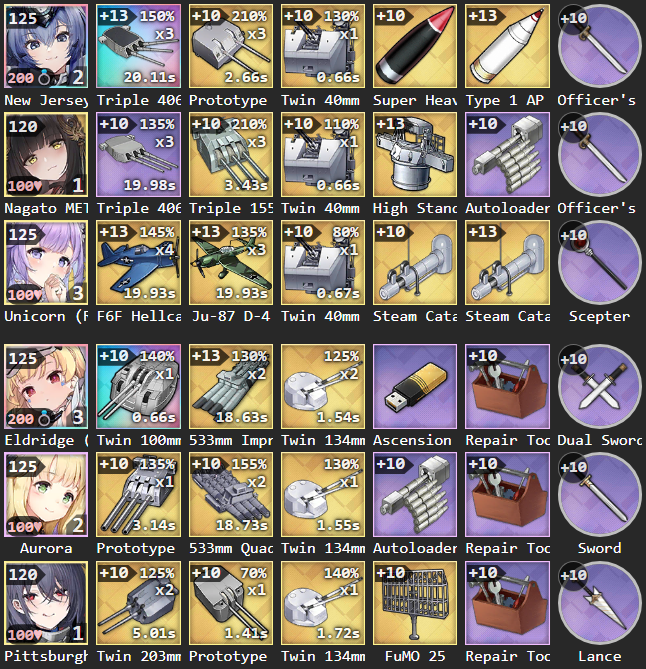 125 +13 150% +10 210% +10 130% +10 +13 +10
x3 x3 x1
200 2 20.11s 2.66s 0.66s
New Jersey Triple 406 Prototype Twin 40mm Super Heav Type 1 AP Officer's
120 +10 135% +10 210% +10 110% +13 +10 +10
x3 x3 x1
100♥ 1 19.98s 3.43s 0.66s
Nagato MET Triple 406 Triple 155 Twin 40mm High Stand Autoloader Officer's
125 +13 145% +13 135% +10 80% +10 +13 +10
x4 x3 x1
100♥ 3 19.93s 19.93s 0.67s
Unicorn (R F6F Hellca Ju-87 D-4 Twin 40mm Steam Cata Steam Cata Scepter
125 +10 140% +13 130% 125% +10 +10
x1 x2 x2
200 3 0.66s 18.63s 1.54s
Eldridge ( Twin 100mm 533mm Impr Twin 134mm Ascension Repair Too Dual Sword
125 +10 135% +10 155% 130% +10 +10 +10
x1 x2 x1
100♥ 2 3.14s 18.73s 1.55s
Aurora Prototype 533mm Quad Twin 134mm Autoloader Repair Too Sword
120 +10 125% +10 70% 140% +10 +10 +10
x2 x1 x1
100♥ 1 5.01s 1.41s 1.72s
Pittsburgh Twin 203mm Prototype Twin 134mm FuMO 25 Repair Too Lance